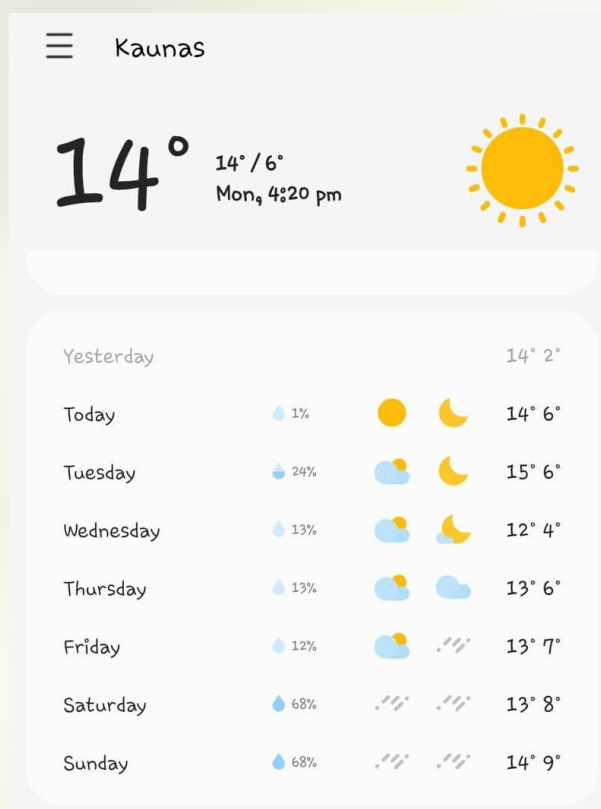 Kaunas
14°
14° / 6°
Mon, 4:20 pm
Yesterday 14° 2°
Today 1% 14° 6°
Tuesday 24% 15° 6°
Wednesday 13% 12° 4°
Thursday 13% 13° 6°
Friday 12% 13° 7°
Saturday 68% 13° 8°
Sunday 68% 14° 9°